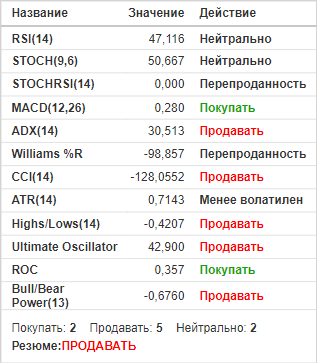 Название Значение Действие
RSI(14) 47,116 Нейтрально
STOCH(9,6) 50,667 Нейтрально
STOCHRSI(14) 0,000 Перепроданность
MACD(12,26) 0,280 Покупать
ADX(14) 30,513 Продавать
Williams %R -98,857 Перепроданность
CCI(14) -128,0552 Продавать
ATR(14) 0,7143 Менее волатилен
Highs/Lows(14) -0,4207 Продавать
Ultimate Oscillator 42,900 Продавать
ROC 0,357 Покупать
Bull/Bear
Power(13) -0,6760 Продавать
Покупать: 2 Продавать: 5 Нейтрально: 2
Резюме:ПРОДАВАТЬ